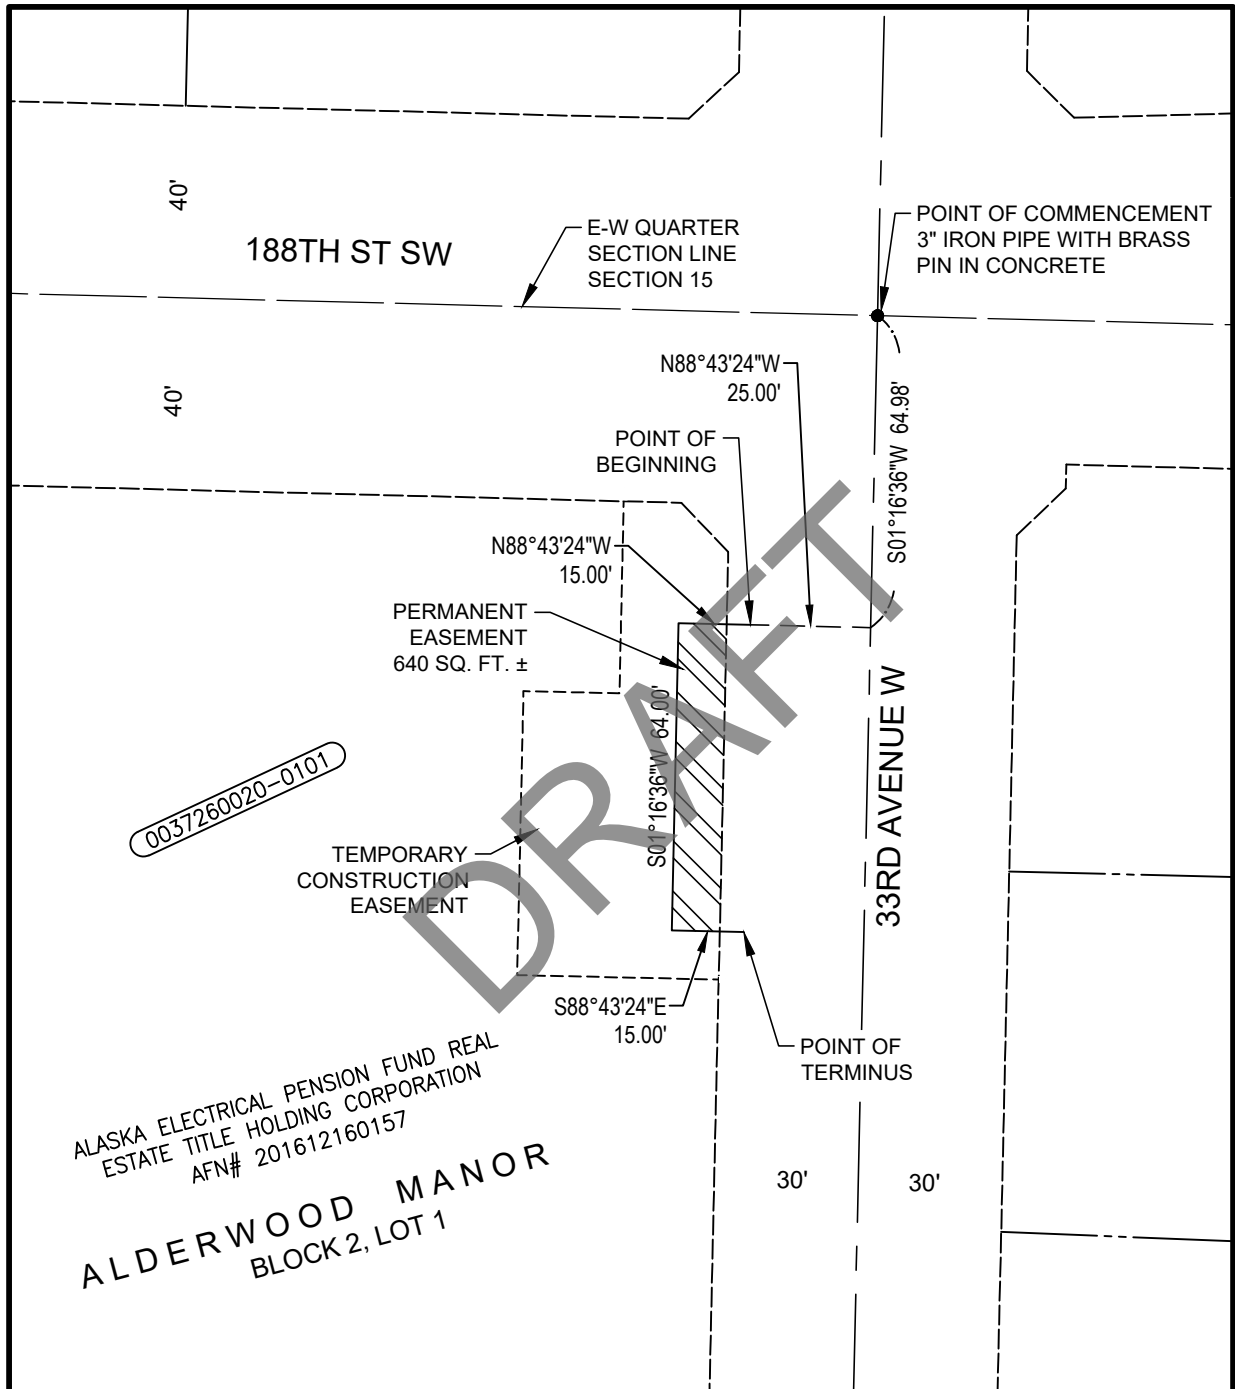 40'
188TH ST SW
E-W QUARTER
SECTION LINE
SECTION 15
POINT OF COMMENCEMENT
3" IRON PIPE WITH BRASS
PIN IN CONCRETE
40'
N88°43'24"W
25.00'
S01°16'36"W 64.98'
POINT OF
BEGINNING
N88°43'24"W
15.00'
PERMANENT
EASEMENT
640 SQ. FT. ±
S01°16'36"W 64.00'
33RD AVENUE W
0037260020-0101
TEMPORARY
CONSTRUCTION
EASEMENT
DRAFT
S88°43'24"E
15.00'
POINT OF
TERMINUS
ALASKA ELECTRICAL PENSION FUND REAL
ESTATE TITLE HOLDING CORPORATION
AFN# 201612160157
ALDERWOOD MANOR
BLOCK 2, LOT 1
30'
30'